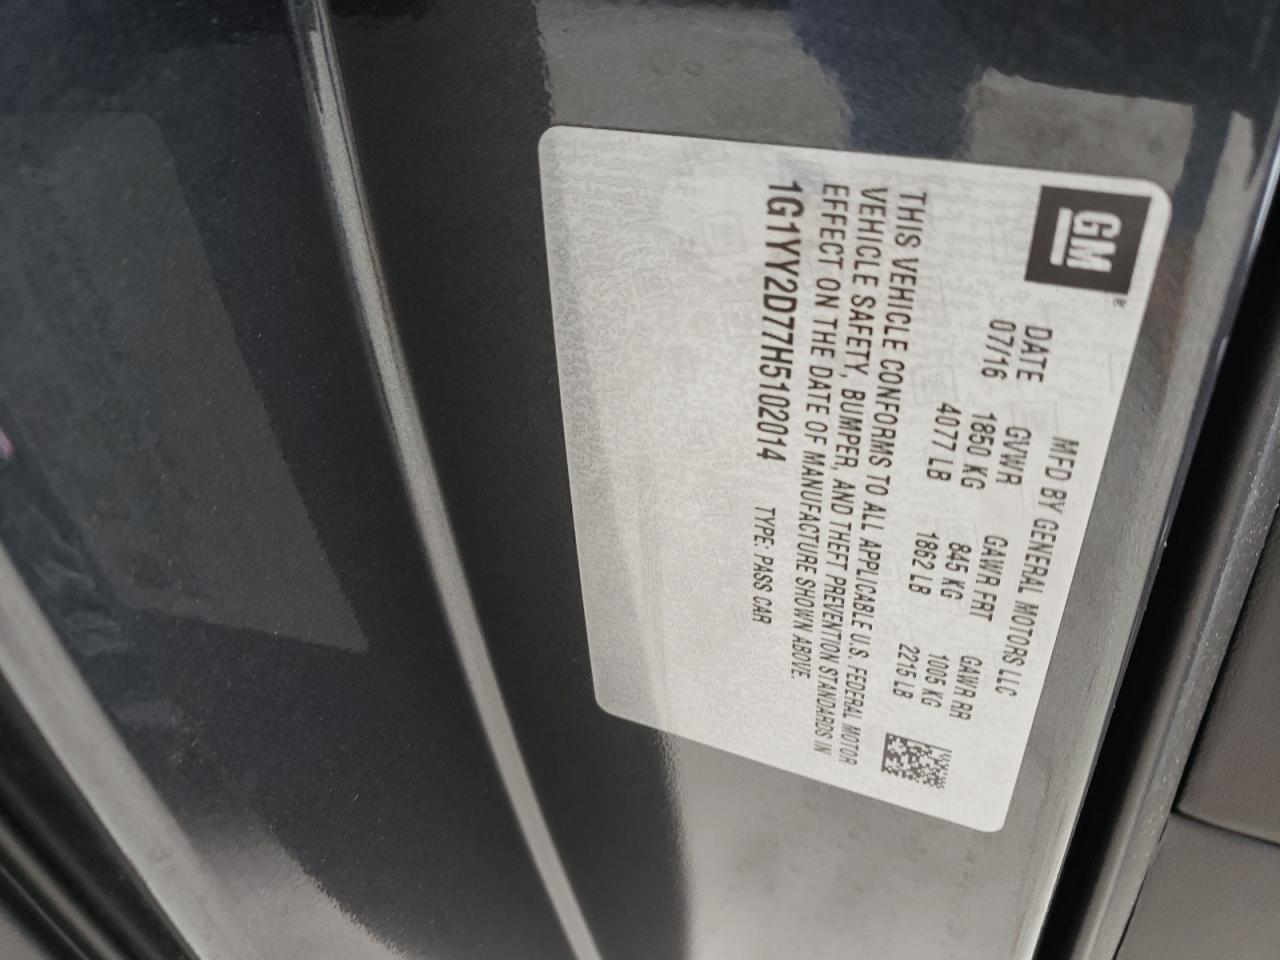 GM®
MFD BY GENERAL MOTORS LLC
DATE GVWR GAWR FRT GAWR RR
07/16 1850 KG 845 KG 1005 KG
4077 LB 1862 LB 2215 LB
THIS VEHICLE CONFORMS TO ALL APPLICABLE U.S. FEDERAL MOTOR
VEHICLE SAFETY, BUMPER, AND THEFT PREVENTION STANDARDS IN
EFFECT ON THE DATE OF MANUFACTURE SHOWN ABOVE.
1G1YY2D77H5102014 TYPE: PASS CAR